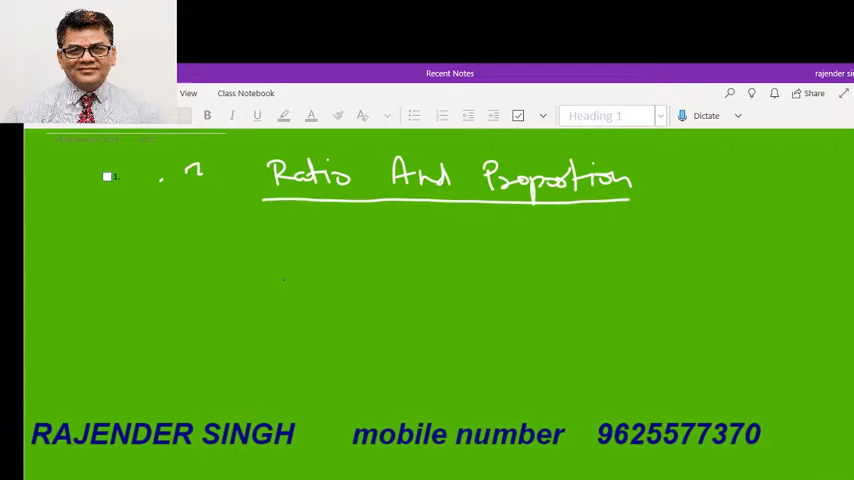 Recent Notes
rajender si
View Class Notebook
Share
B I U A Heading 1 Dictate
1.
Ratio And Proportion
RAJENDER SINGH mobile number 9625577370